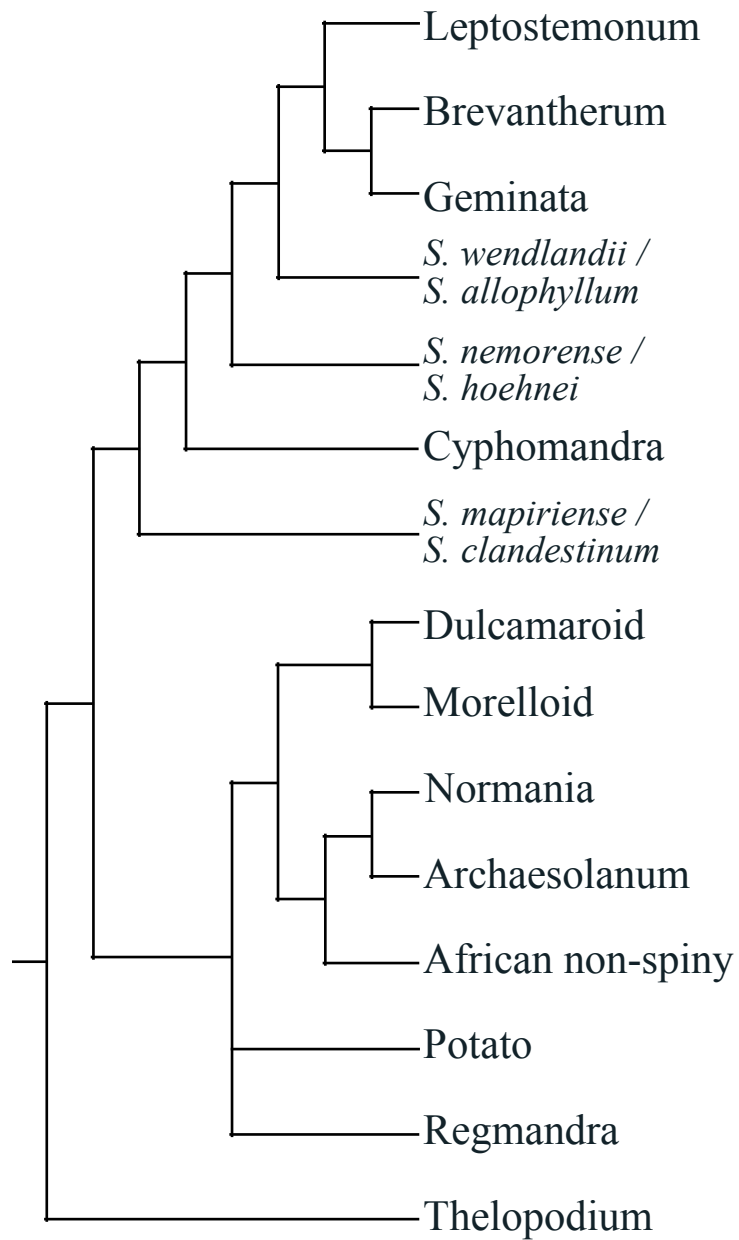 Leptostemonum
Brevantherum
Geminata
S. wendlandii /
S. allophyllum
S. nemorense /
S. hoehnei
Cyphomandra
S. mapiriense /
S. clandestinum
Dulcamaroid
Morelloid
Normania
Archaesolanum
African non-spiny
Potato
Regmandra
Thelopodium